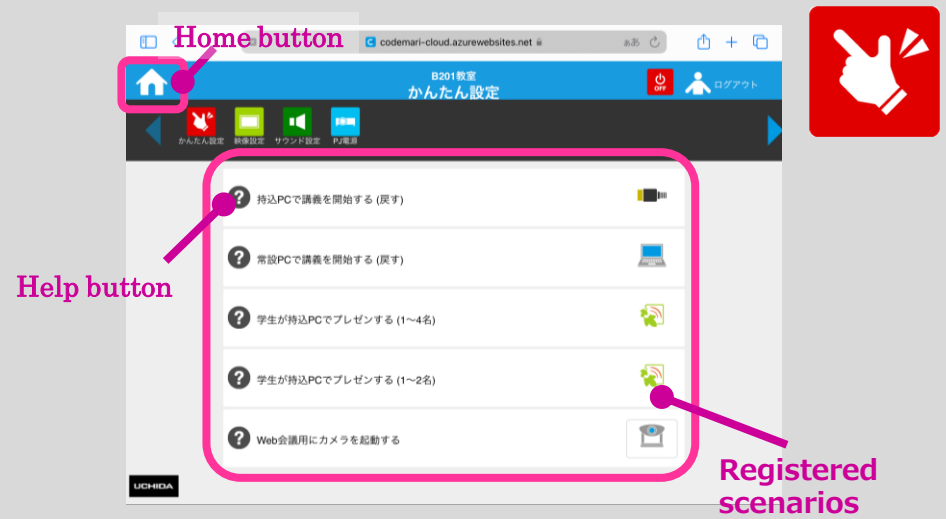 Home button
codemari-cloud.azurewebsites.net
ああ
B201教室
かんたん設定
OFF
ログアウト
かんたん設定
映像設定
サウンド設定
PJ電源
持込PCで講義を開始する (戻す)
常設PCで講義を開始する (戻す)
Help button
学生が持込PCでプレゼンする (1〜4名)
学生が持込PCでプレゼンする (1〜2名)
Web会議用にカメラを起動する
Registered
scenarios
UCHIDA